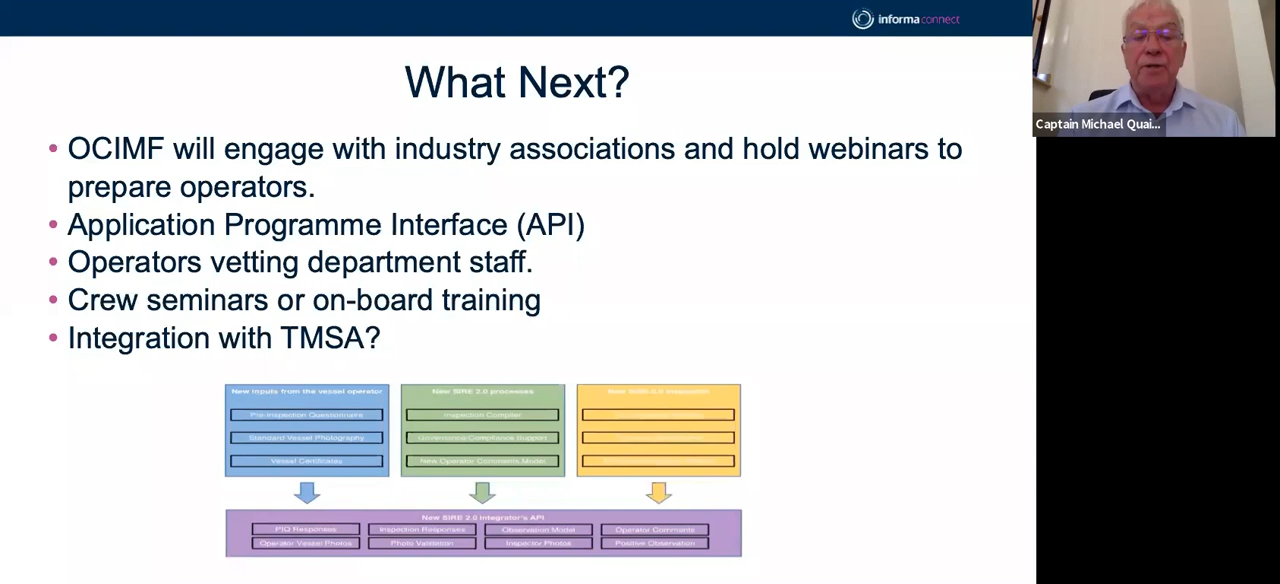 informa connect
Captain Michael Quai...
What Next?
• OCIMF will engage with industry associations and hold webinars to
prepare operators.
• Application Programme Interface (API)
• Operators vetting department staff.
• Crew seminars or on-board training
• Integration with TMSA?
New inputs from the vessel operator
Pre-Inspection Questionnaire
Standard Vessel Photography
Vessel Certificates
New SIRE 2.0 processes
Inspection Compiler
Governance/Compliance Support
New Operator Comments Model
New SIRE 2.0 Integrator's API
PIQ Responses
Inspection Responses
Observation Model
Operator Comments
Operator Vessel Photos
Photo Validation
Inspector Photos
Positive Observation